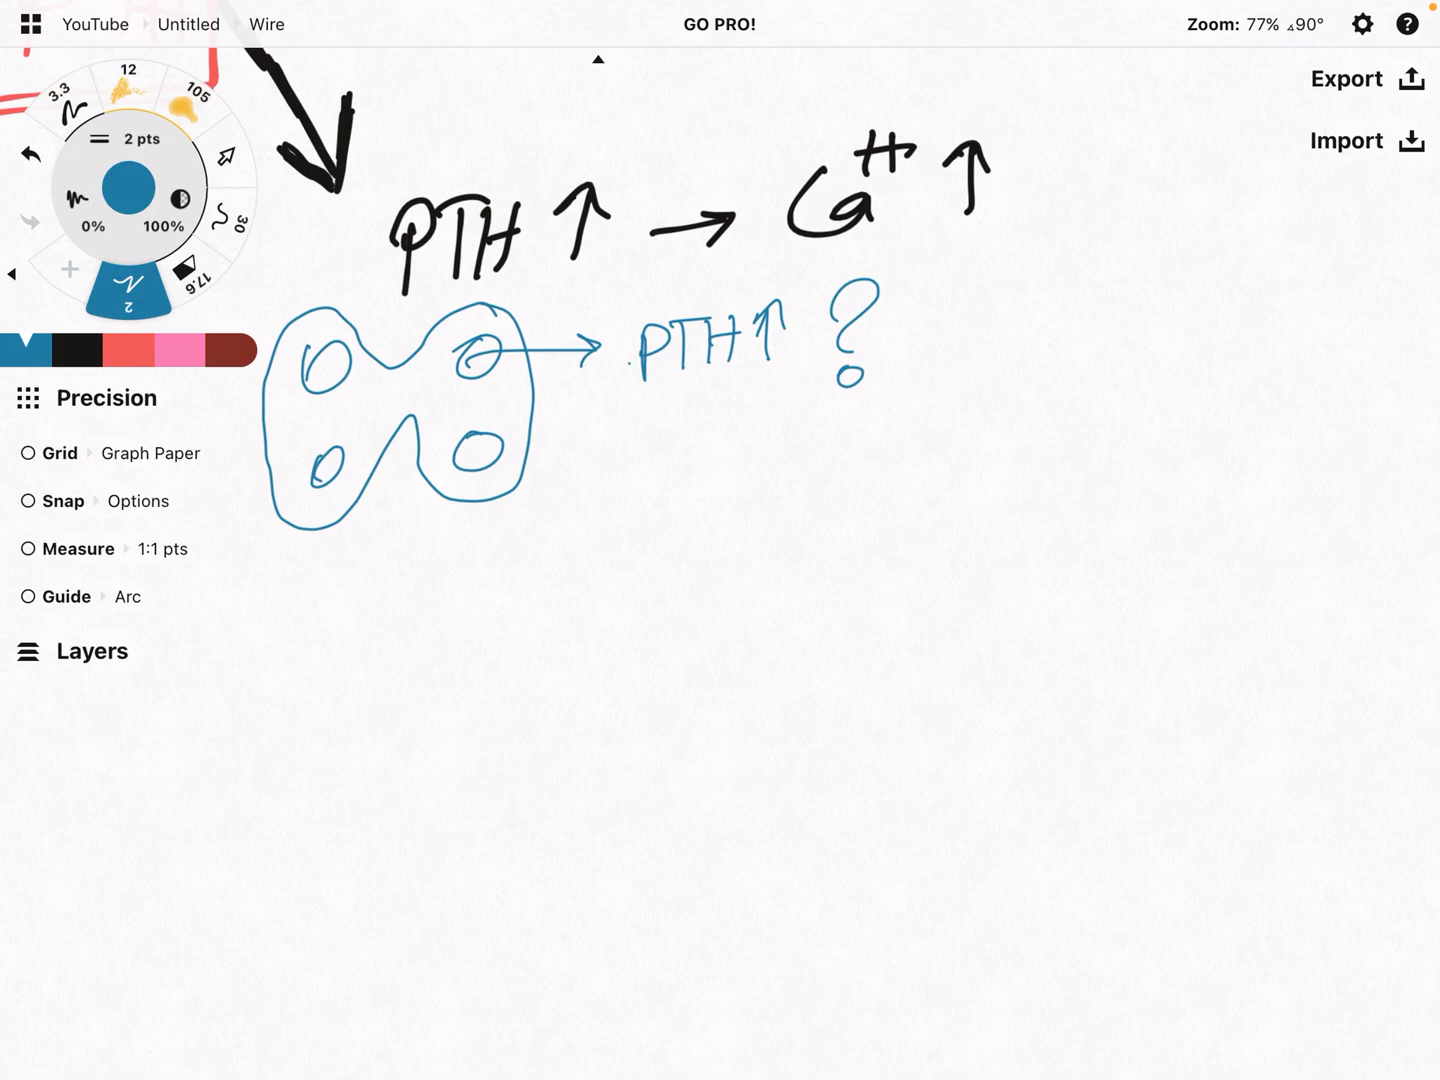 YouTube Untitled Wire
GO PRO!
Zoom: 77% ⊿90°
Export
Import
3.3
12
105
2 pts
0%
100%
30
17.6
2
PTH ↑ → Ca++ ↑
→ PTH ↑ ?
Precision
Grid Graph Paper
Snap Options
Measure 1:1 pts
Guide Arc
Layers